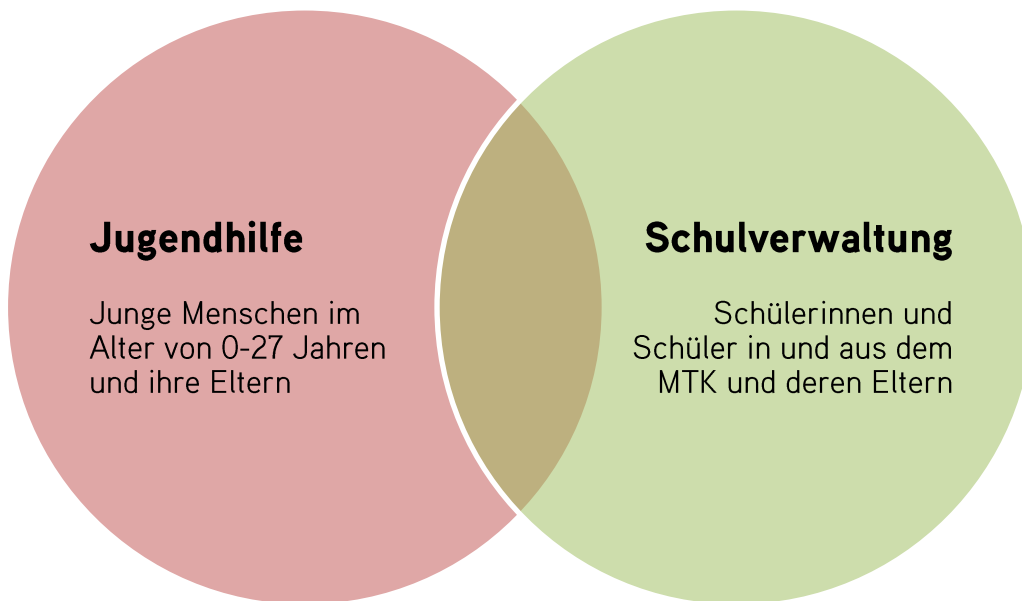 Jugendhilfe
Junge Menschen im
Alter von 0-27 Jahren
und ihre Eltern
Schulverwaltung
Schülerinnen und
Schüler in und aus dem
MTK und deren Eltern